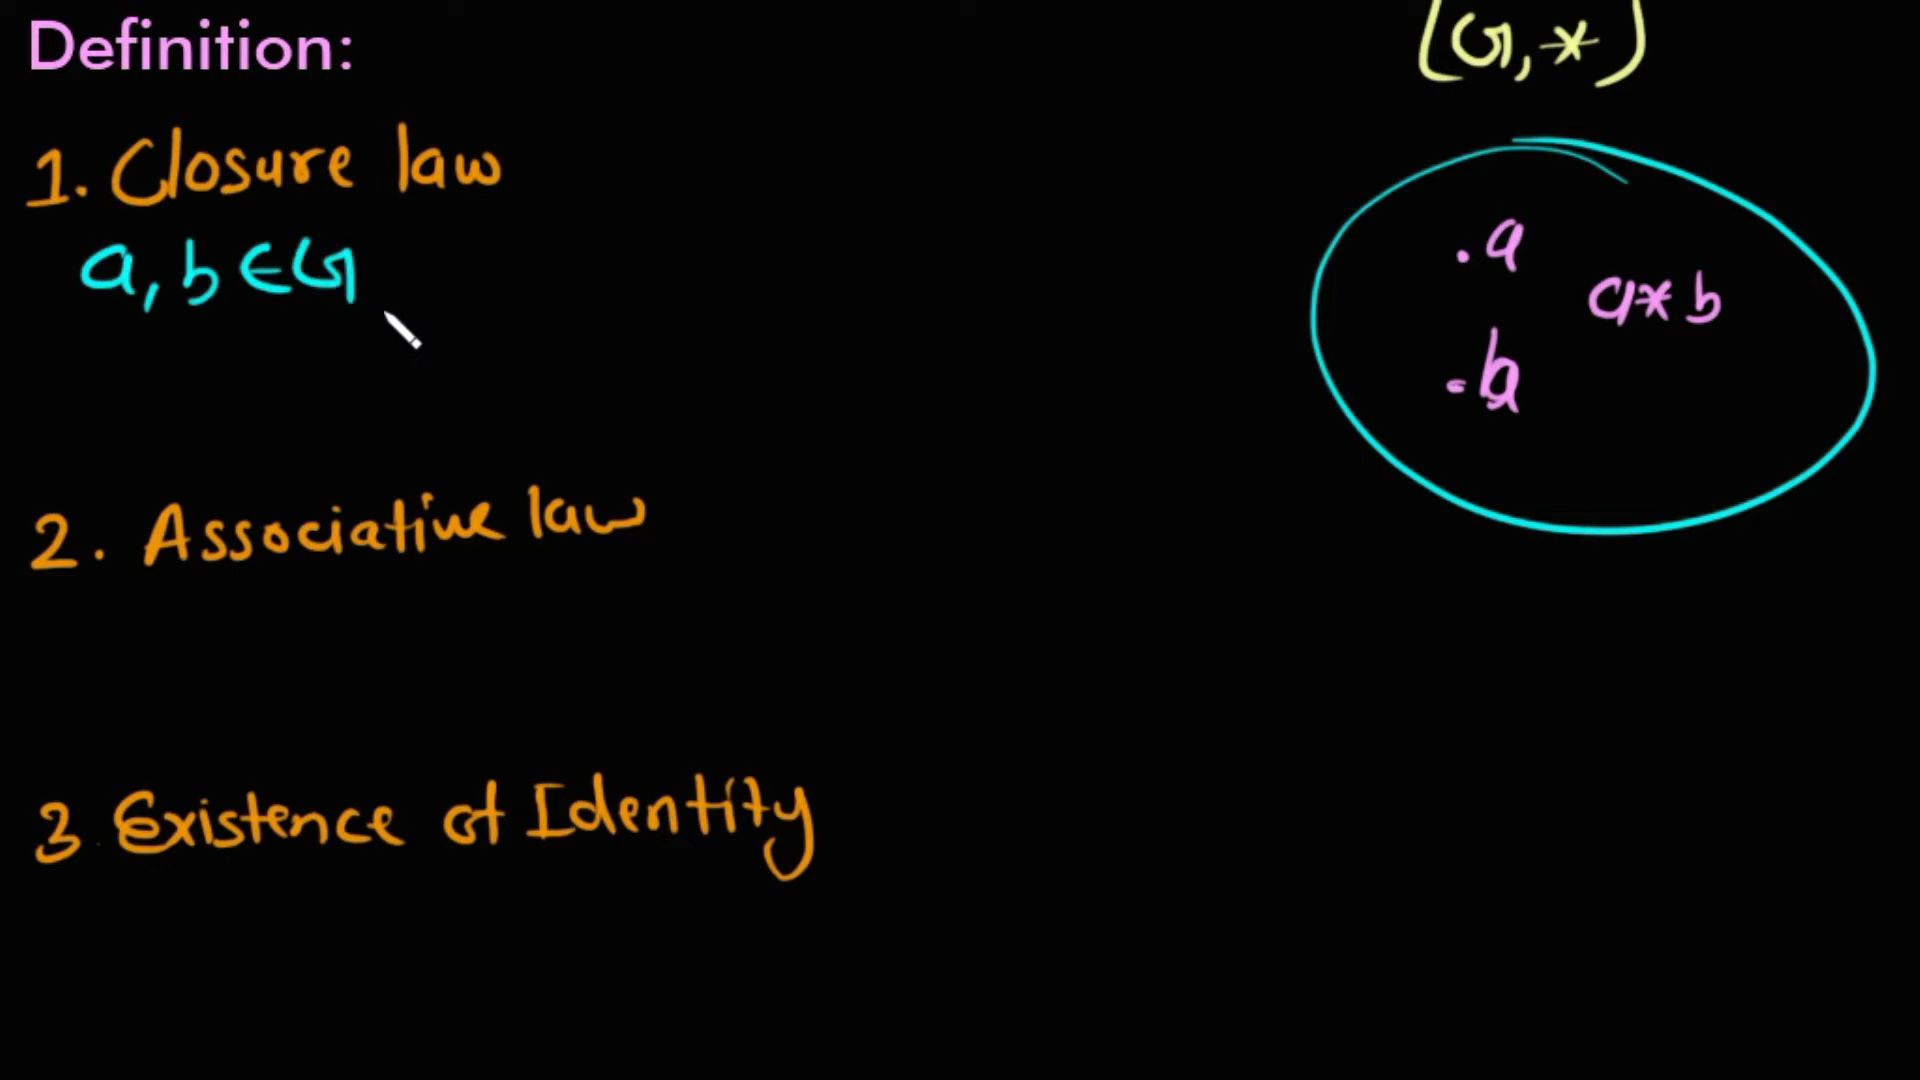 Definition:
(G, *)
1. Closure law
a, b ∈ G
. a
a * b
. b
2. Associative law
3 Existence of Identity